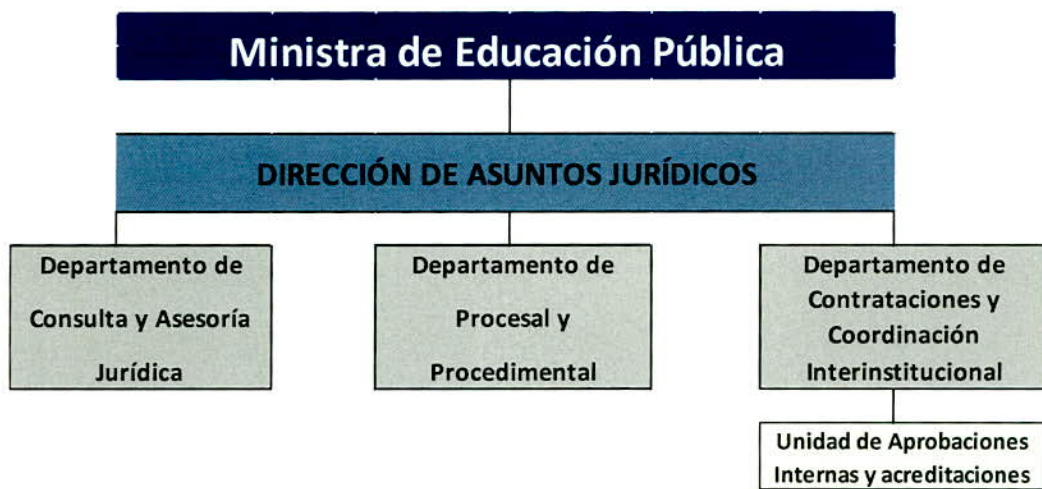 Ministra de Educación Pública
DIRECCIÓN DE ASUNTOS JURÍDICOS
Departamento de
Consulta y Asesoría
Jurídica
Departamento de
Procesal y
Procedimental
Departamento de
Contrataciones y
Coordinación
Interinstitucional
Unidad de Aprobaciones
Internas y acreditaciones